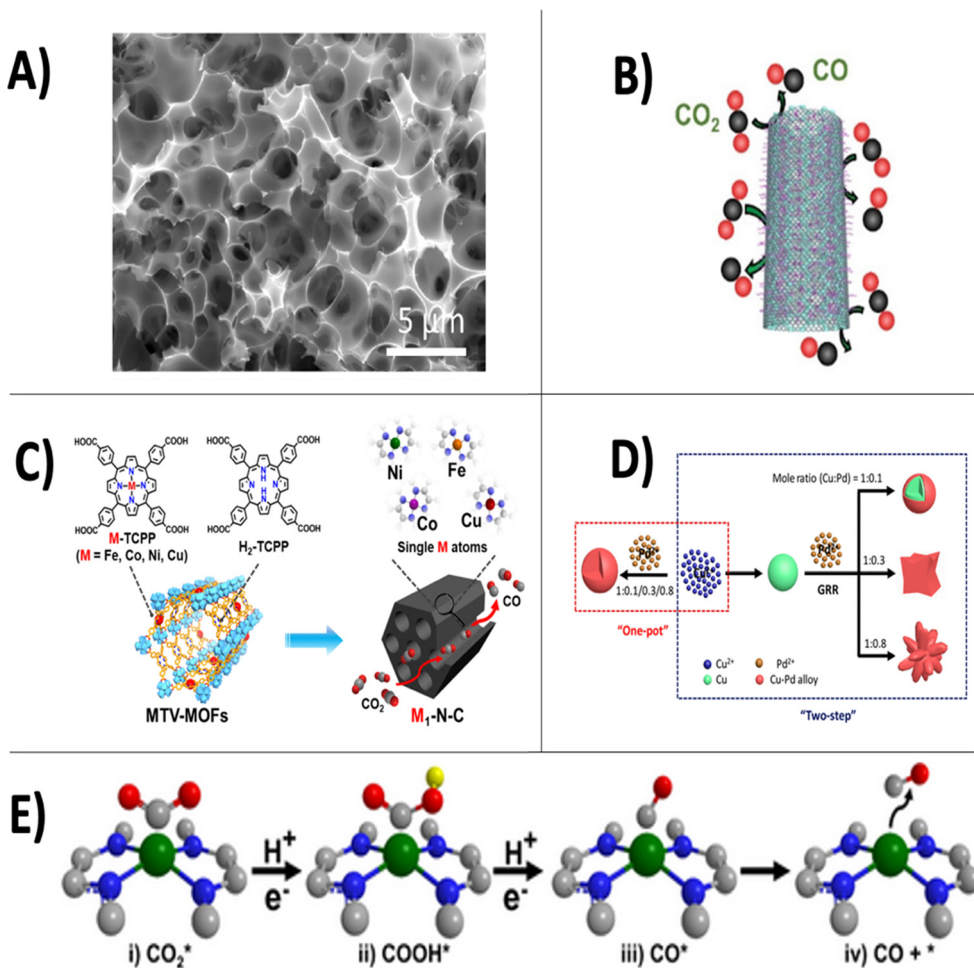 A)
5 μm
B)
CO
CO₂
C)
HOOC
COOH
HOOC
COOH
N
N
M
N
N
NH
N
N
HN
HOOC
COOH
HOOC
COOH
M-TCPP
(M = Fe, Co, Ni, Cu)
H₂-TCPP
MTV-MOFs
Ni
Fe
Co
Cu
Single M atoms
CO
CO₂
M₁-N-C
D)
Mole ratio (Cu:Pd) = 1:0.1
Pd²⁺
Cu²⁺
Pd²⁺
1:0.1/0.3/0.8
GRR
1:0.3
1:0.8
"One-pot"
Cu²⁺
Pd²⁺
Cu
Cu-Pd alloy
"Two-step"
E)
H⁺
e⁻
H⁺
e⁻
i) CO₂*
ii) COOH*
iii) CO*
iv) CO + *